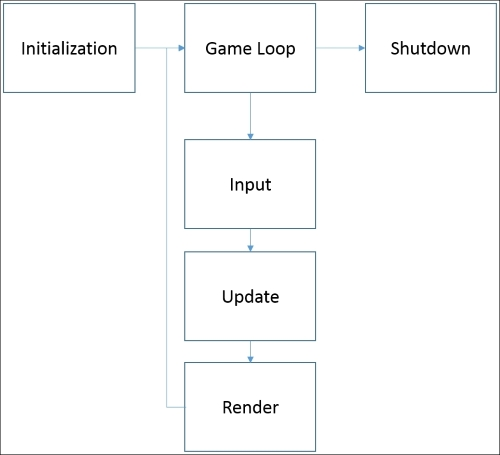 Initialization
Game Loop
Shutdown
Input
Update
Render